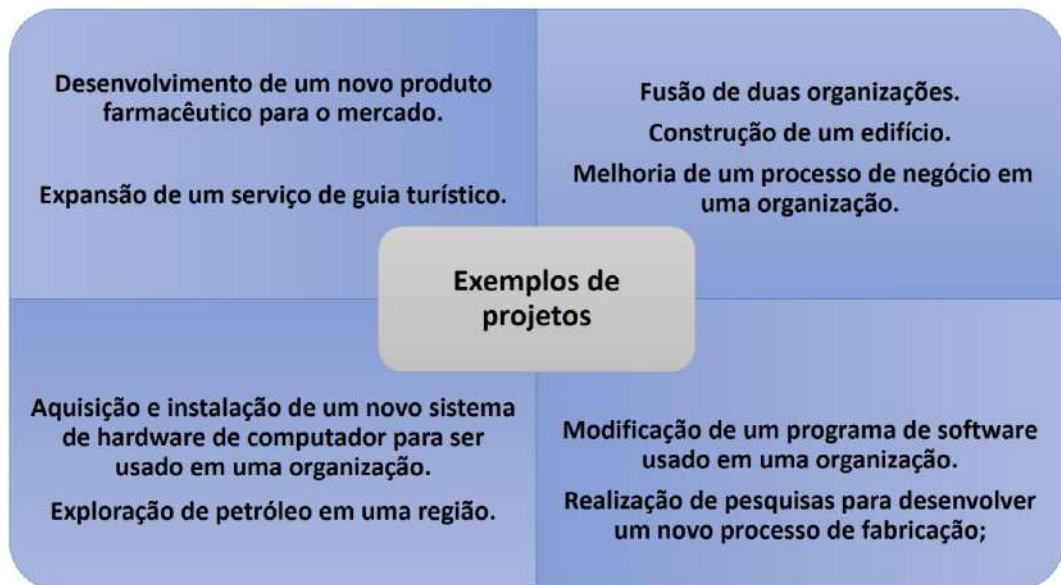 Desenvolvimento de um novo produto
farmacêutico para o mercado.
Expansão de um serviço de guia turístico.
Fusão de duas organizações.
Construção de um edifício.
Melhoria de um processo de negócio em
uma organização.
Exemplos de
projetos
Aquisição e instalação de um novo sistema
de hardware de computador para ser
usado em uma organização.
Exploração de petróleo em uma região.
Modificação de um programa de software
usado em uma organização.
Realização de pesquisas para desenvolver
um novo processo de fabricação;